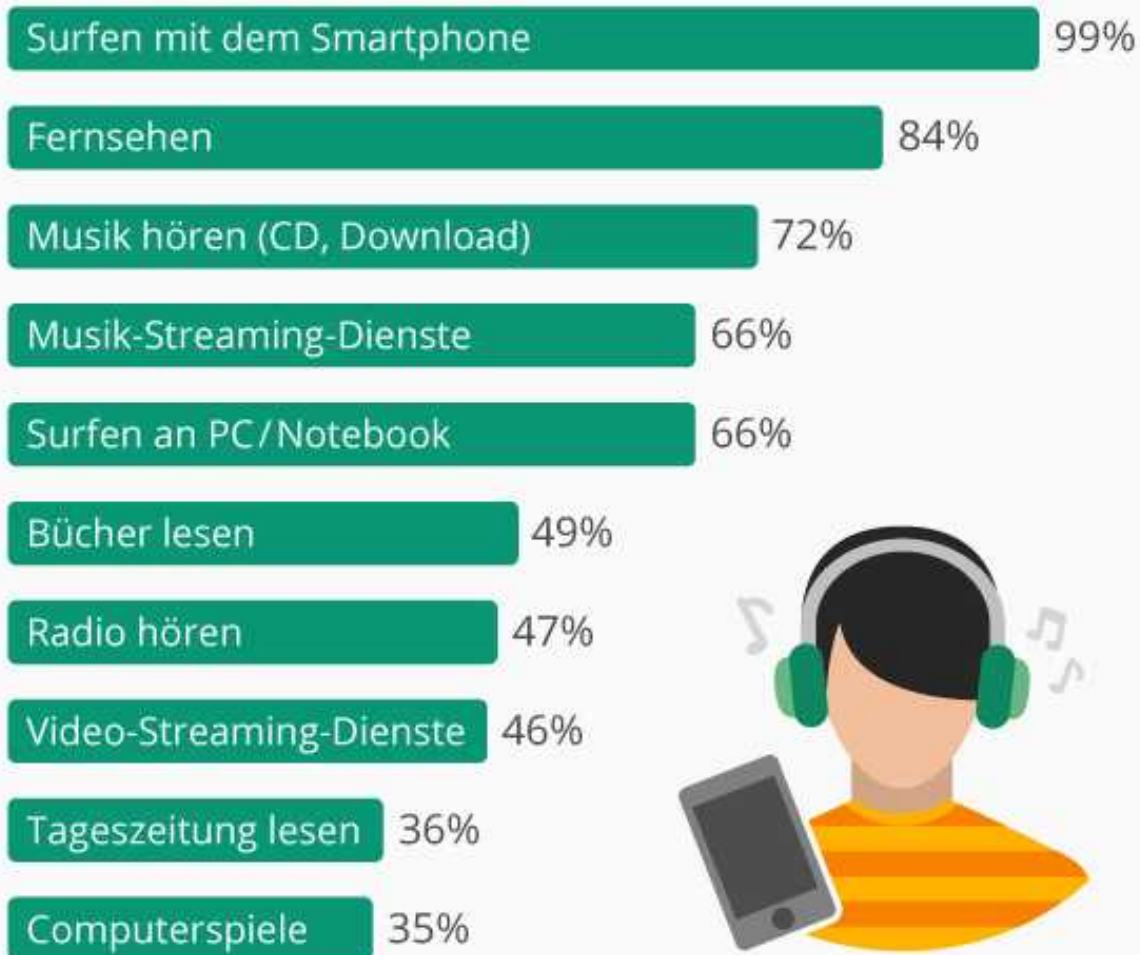 Surfen mit dem Smartphone 99%
Fernsehen 84%
Musik hören (CD, Download) 72%
Musik-Streaming-Dienste 66%
Surfen an PC/Notebook 66%
Bücher lesen 49%
Radio hören 47%
Video-Streaming-Dienste 46%
Tageszeitung lesen 36%
Computerspiele 35%